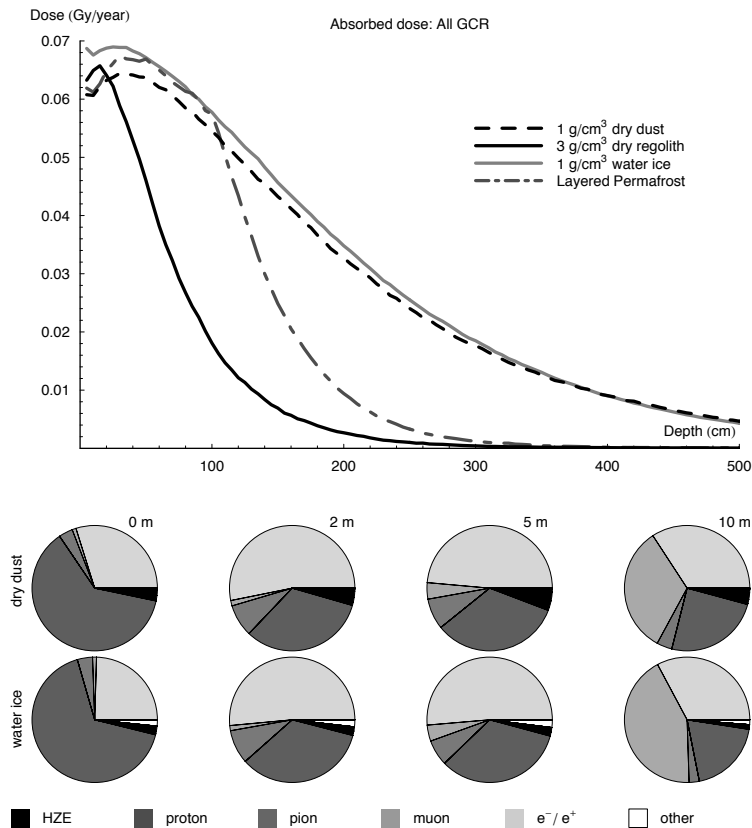 Dose (Gy/year)
Absorbed dose: All GCR
0.07
0.06
0.05
0.04
0.03
0.02
0.01
1 g/cm³ dry dust
3 g/cm³ dry regolith
1 g/cm³ water ice
Layered Permafrost
Depth (cm)
100
200
300
400
500
0 m
2 m
5 m
10 m
dry dust
water ice
HZE
proton
pion
muon
e⁻/ e⁺
other